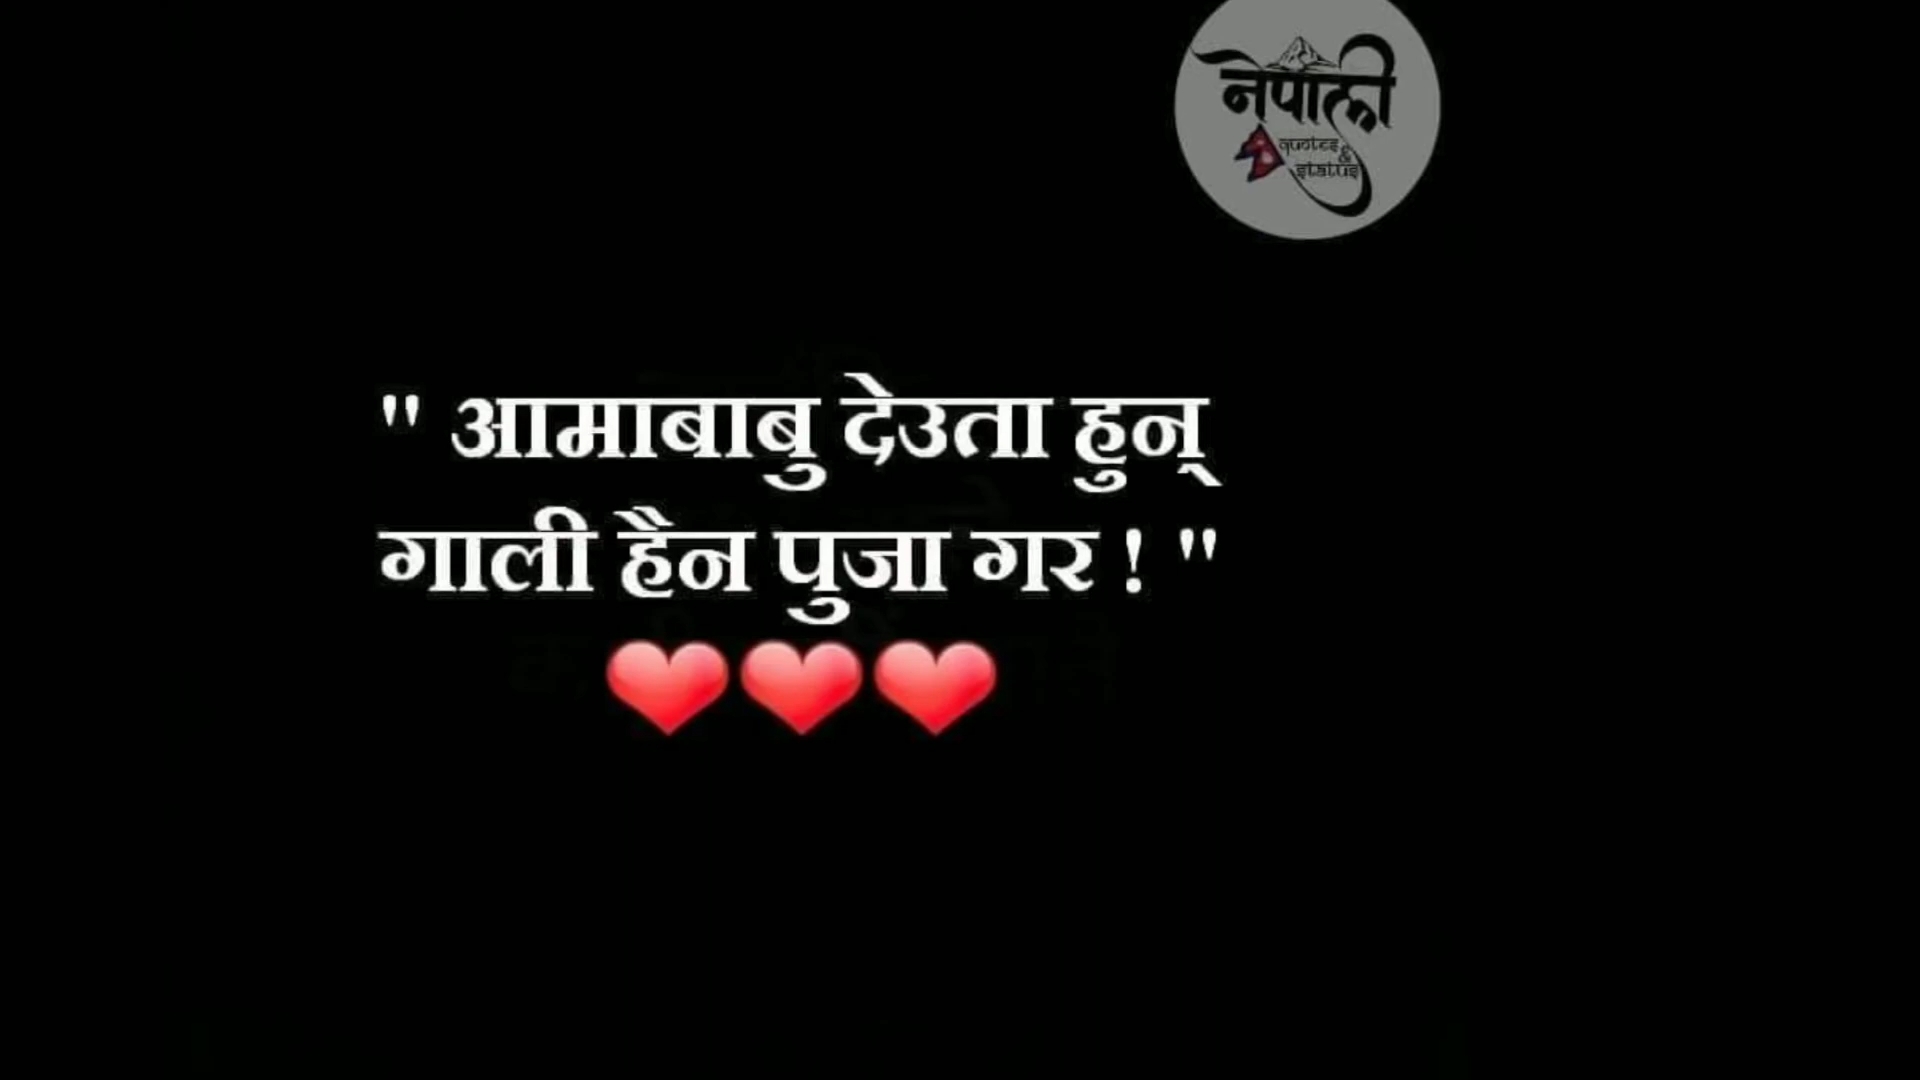 नेपाली
quotes
&
status
" आमाबाबु देउता हुन्
गाली हैन पुजा गर ! "